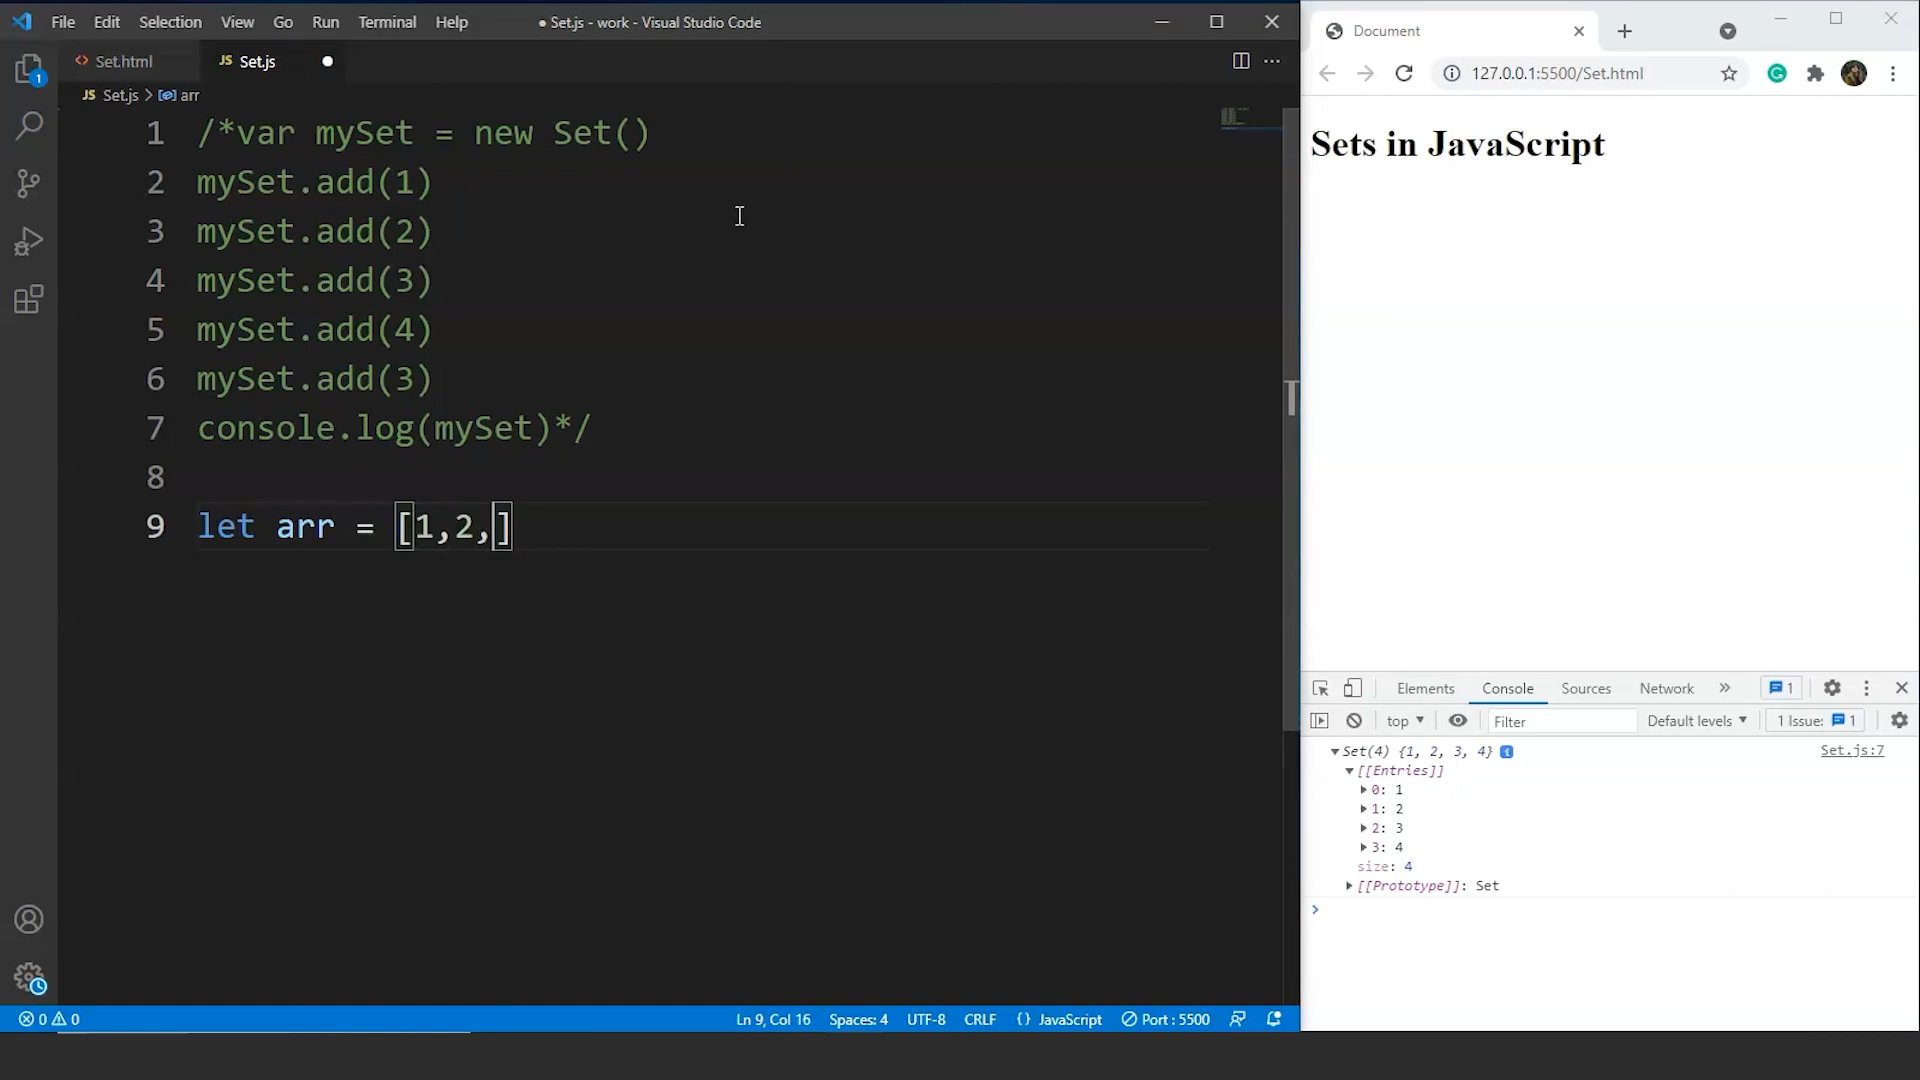 File Edit Selection View Go Run Terminal Help
● Set.js - work - Visual Studio Code
<> Set.html
JS Set.js ●
JS Set.js > arr
1 /*var mySet = new Set()
2 mySet.add(1)
3 mySet.add(2)
4 mySet.add(3)
5 mySet.add(4)
6 mySet.add(3)
7 console.log(mySet)*/
8
9 let arr = [1,2,]
1
0 0
Ln 9, Col 16 Spaces: 4 UTF-8 CRLF {} JavaScript Port : 5500
Document
127.0.0.1:5500/Set.html
Sets in JavaScript
Elements Console Sources Network » 1
top ▼ Filter Default levels ▼ 1 Issue: 1
▼Set(4) {1, 2, 3, 4} i Set.js:7
▼[[Entries]]
▶0: 1
▶1: 2
▶2: 3
▶3: 4
size: 4
▶[[Prototype]]: Set
>